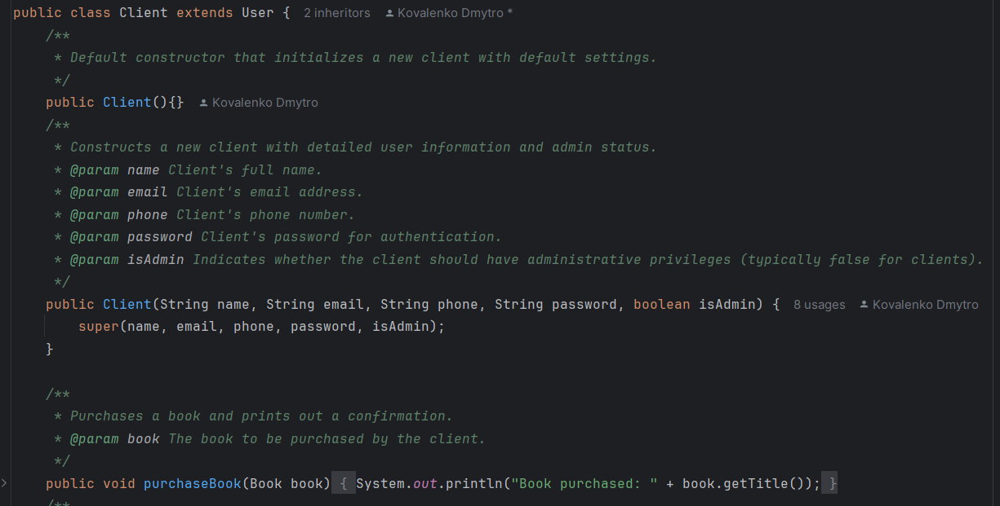 public class Client extends User {  2 inheritors  Kovalenko Dmytro *
    /**
     * Default constructor that initializes a new client with default settings.
     */
    public Client(){}  Kovalenko Dmytro
    /**
     * Constructs a new client with detailed user information and admin status.
     * @param name Client's full name.
     * @param email Client's email address.
     * @param phone Client's phone number.
     * @param password Client's password for authentication.
     * @param isAdmin Indicates whether the client should have administrative privileges (typically false for clients).
     */
    public Client(String name, String email, String phone, String password, boolean isAdmin) {  8 usages  Kovalenko Dmytro
        super(name, email, phone, password, isAdmin);
    }

    /**
     * Purchases a book and prints out a confirmation.
     * @param book The book to be purchased by the client.
     */
    public void purchaseBook(Book book) { System.out.println("Book purchased: " + book.getTitle()); }
    /**